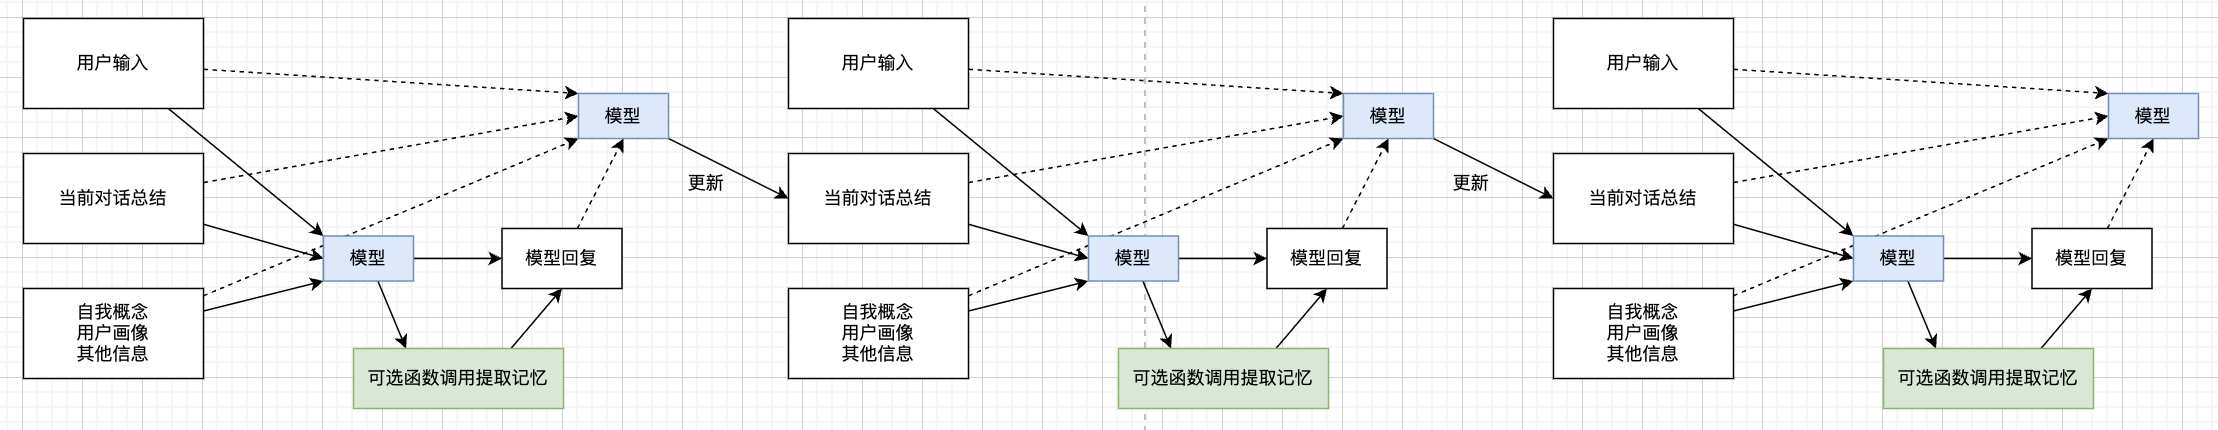 用户输入
模型
当前对话总结
更新
模型
模型回复
自我概念
用户画像
其他信息
可选函数调用提取记忆
用户输入
模型
当前对话总结
更新
模型
模型回复
自我概念
用户画像
其他信息
可选函数调用提取记忆
用户输入
模型
当前对话总结
模型
模型回复
自我概念
用户画像
其他信息
可选函数调用提取记忆